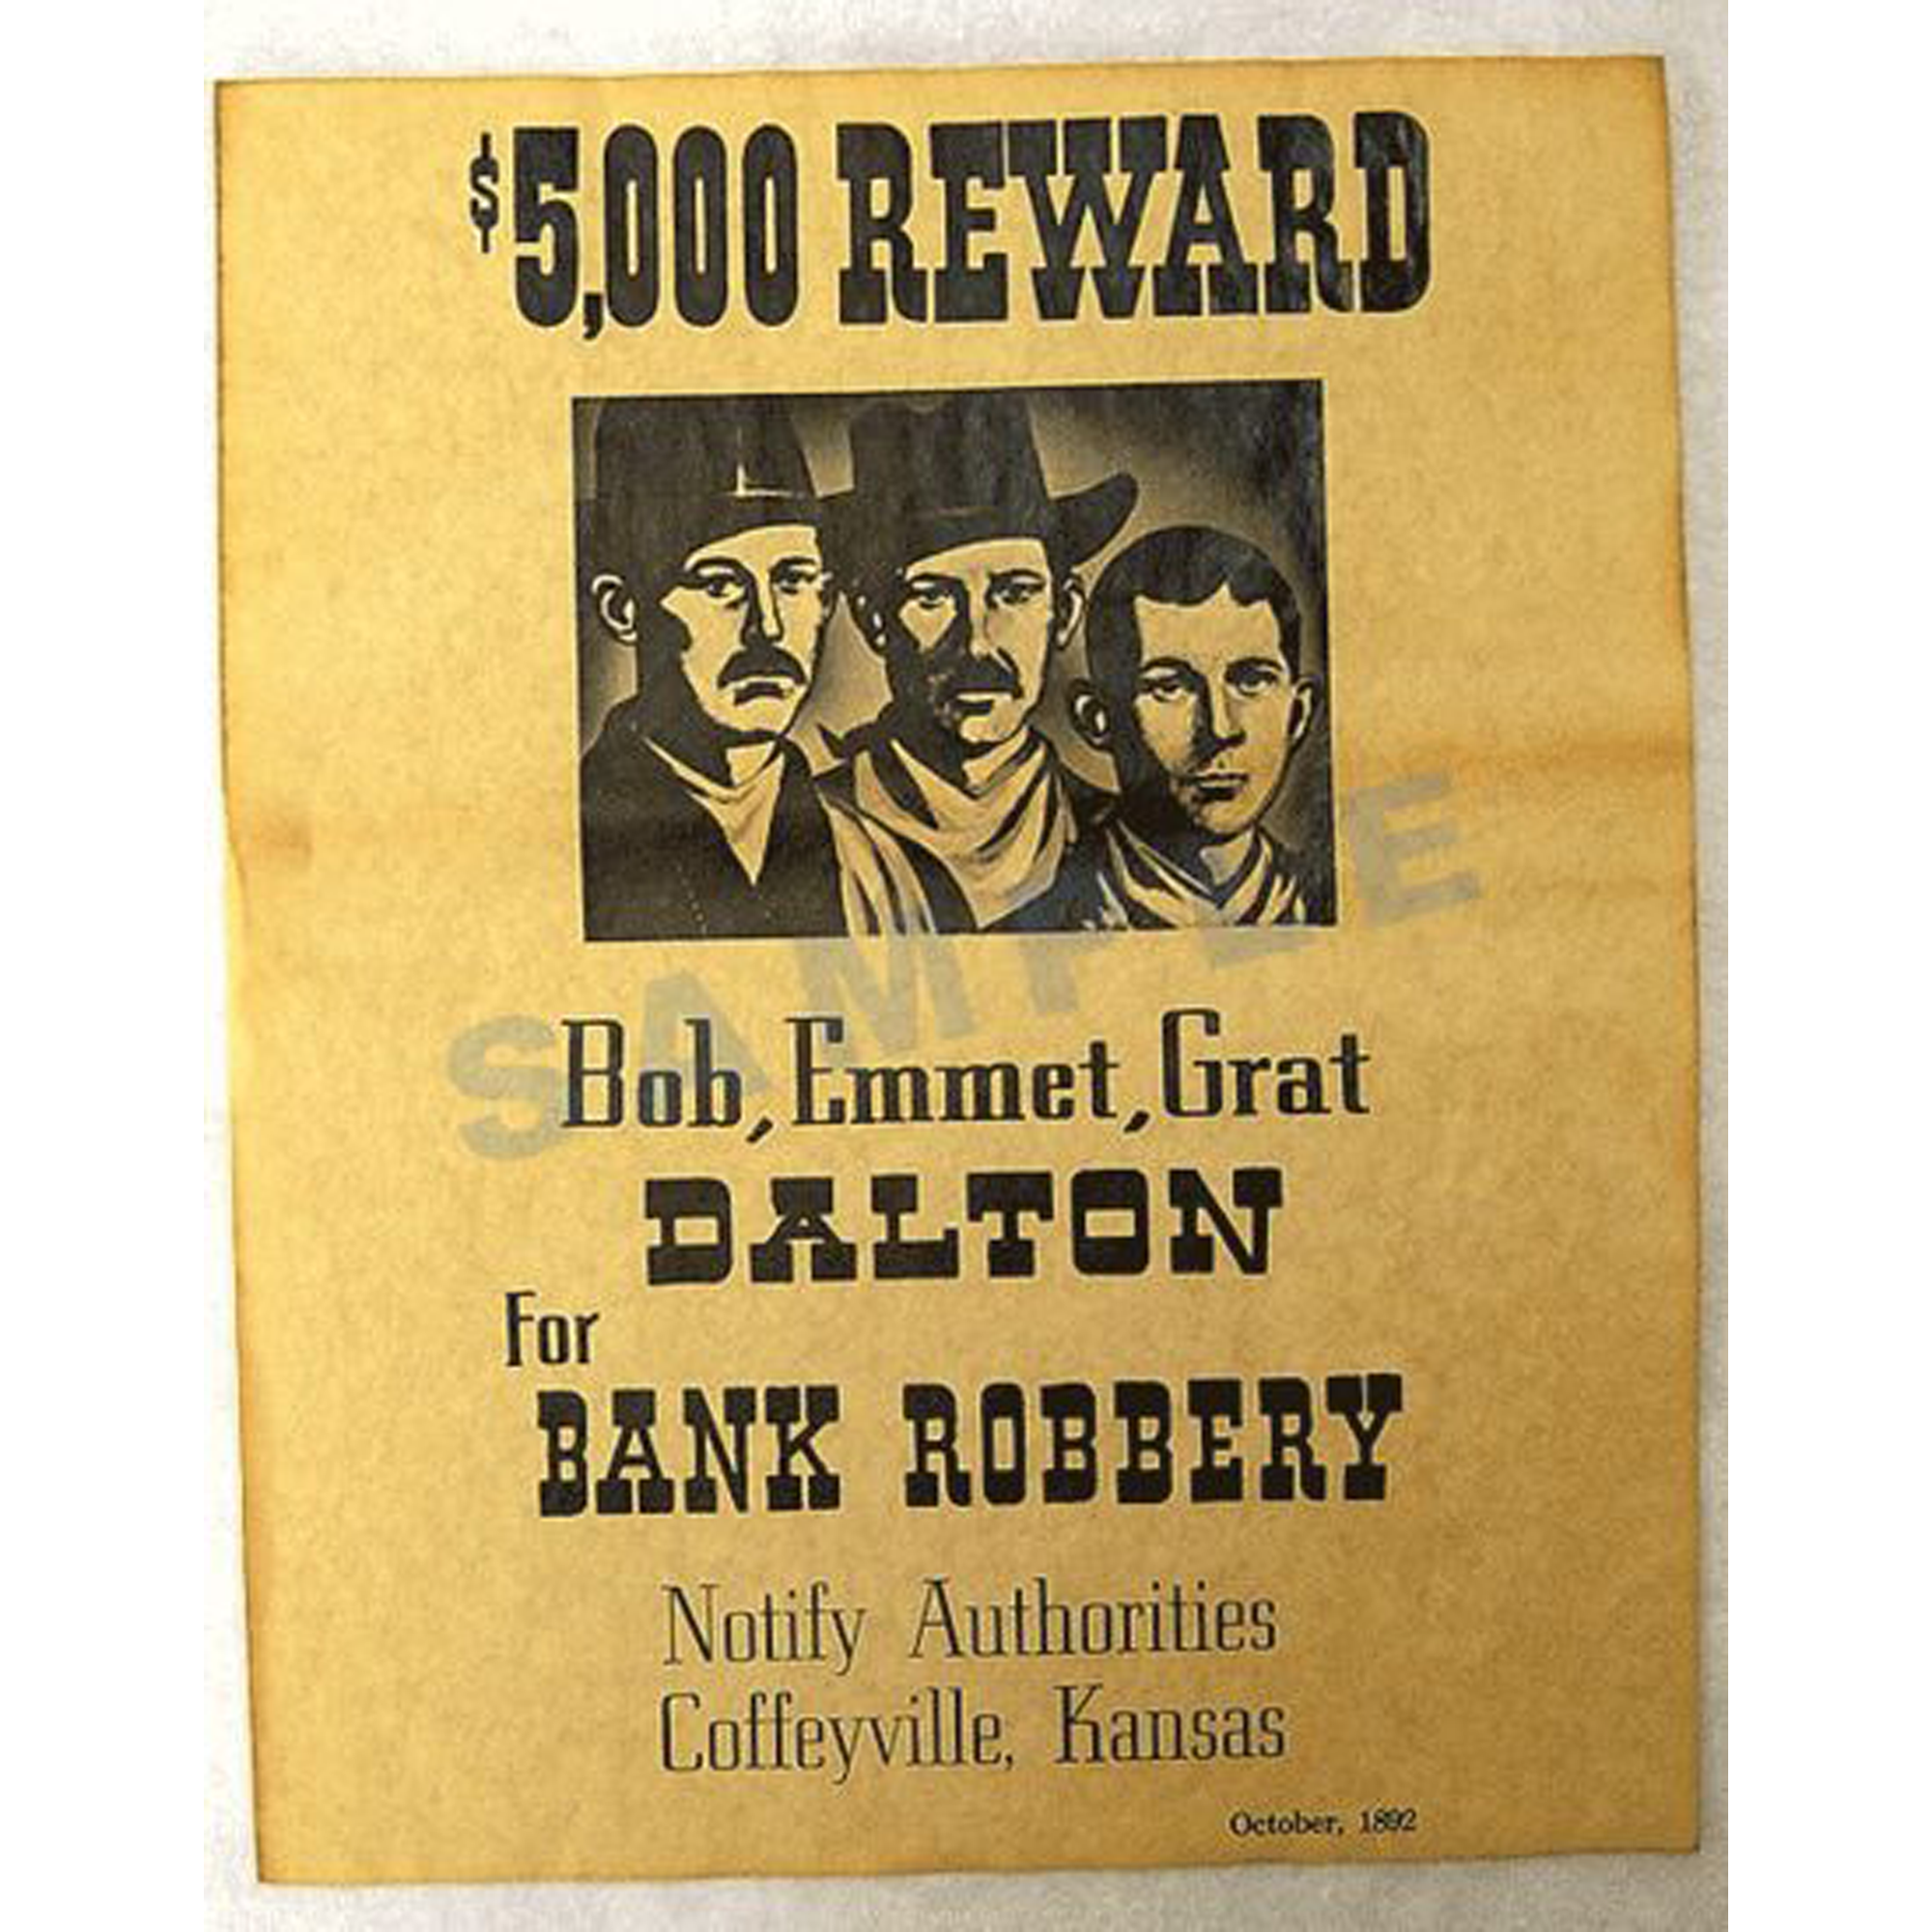 $5,000 REWARD
SAMPLE
Bob, Emmet, Grat
DALTON
For
BANK ROBBERY
Notify Authorities
Coffeyville, Kansas
October, 1892